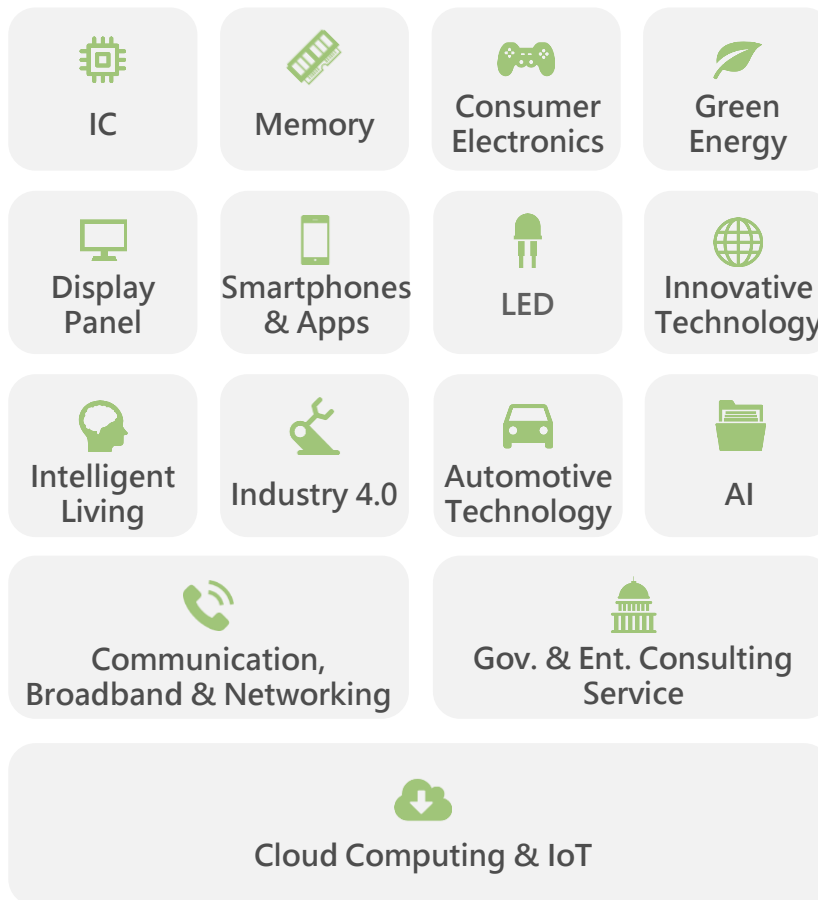 IC
Memory
Consumer
Electronics
Green
Energy
Display
Panel
Smartphones
& Apps
LED
Innovative
Technology
Intelligent
Living
Industry 4.0
Automotive
Technology
AI
Communication,
Broadband & Networking
Gov. & Ent. Consulting
Service
Cloud Computing & IoT